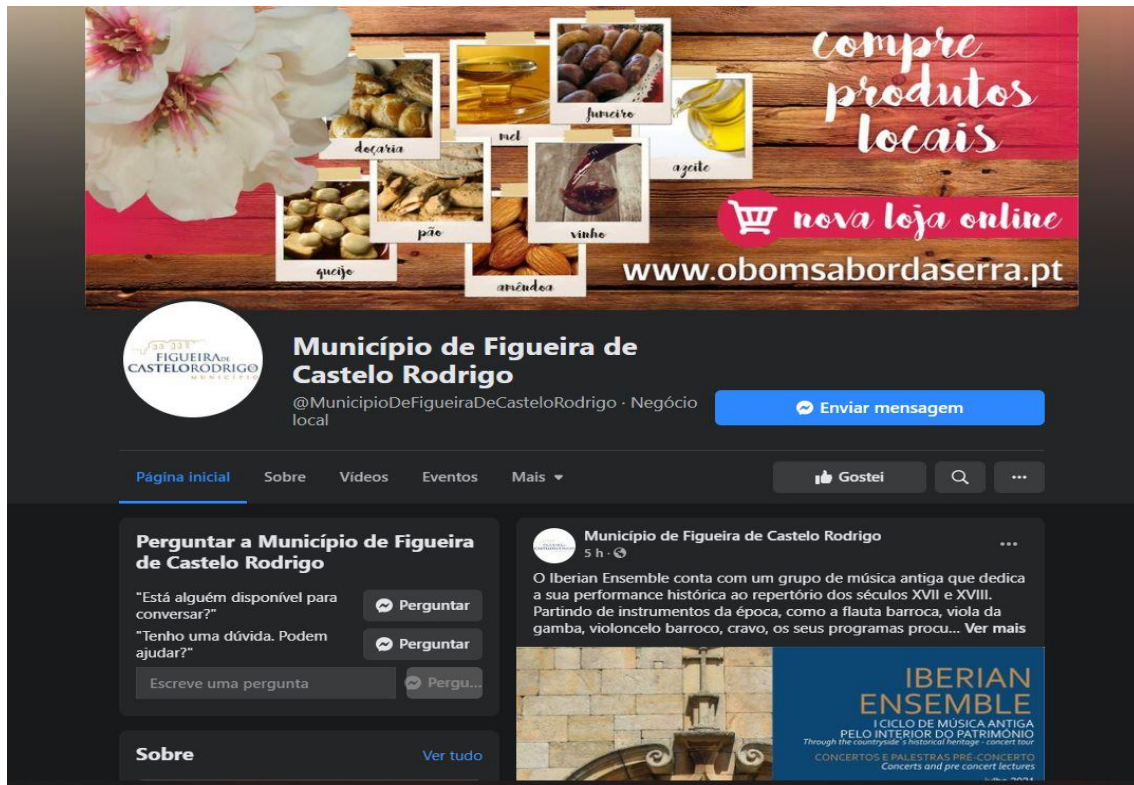 compre
produtos
locais
fumeiro
mel
doçaria
azeite
pão
vinho
queijo
amêndoa
nova loja online
www.obomsabordaserra.pt
FIGUEIRA DE
CASTELO RODRIGO
MUNICÍPIO
Município de Figueira de
Castelo Rodrigo
@MunicipioDeFigueiraDeCasteloRodrigo · Negócio
local
Enviar mensagem
Página inicial
Sobre
Vídeos
Eventos
Mais
Gostei
Perguntar a Município de Figueira
de Castelo Rodrigo
"Está alguém disponível para
conversar?"
Perguntar
"Tenho uma dúvida. Podem
ajudar?"
Perguntar
Escreve uma pergunta
Pergu...
Sobre
Ver tudo
Município de Figueira de Castelo Rodrigo
5 h ·
O Iberian Ensemble conta com um grupo de música antiga que dedica
a sua performance histórica ao repertório dos séculos XVII e XVIII.
Partindo de instrumentos da época, como a flauta barroca, viola da
gamba, violoncelo barroco, cravo, os seus programas procu... Ver mais
IBERIAN
ENSEMBLE
I CICLO DE MÚSICA ANTIGA
PELO INTERIOR DO PATRIMÓNIO
Through the countryside's historical heritage - concert tour
CONCERTOS E PALESTRAS PRÉ-CONCERTO
Concerts and pre concert lectures